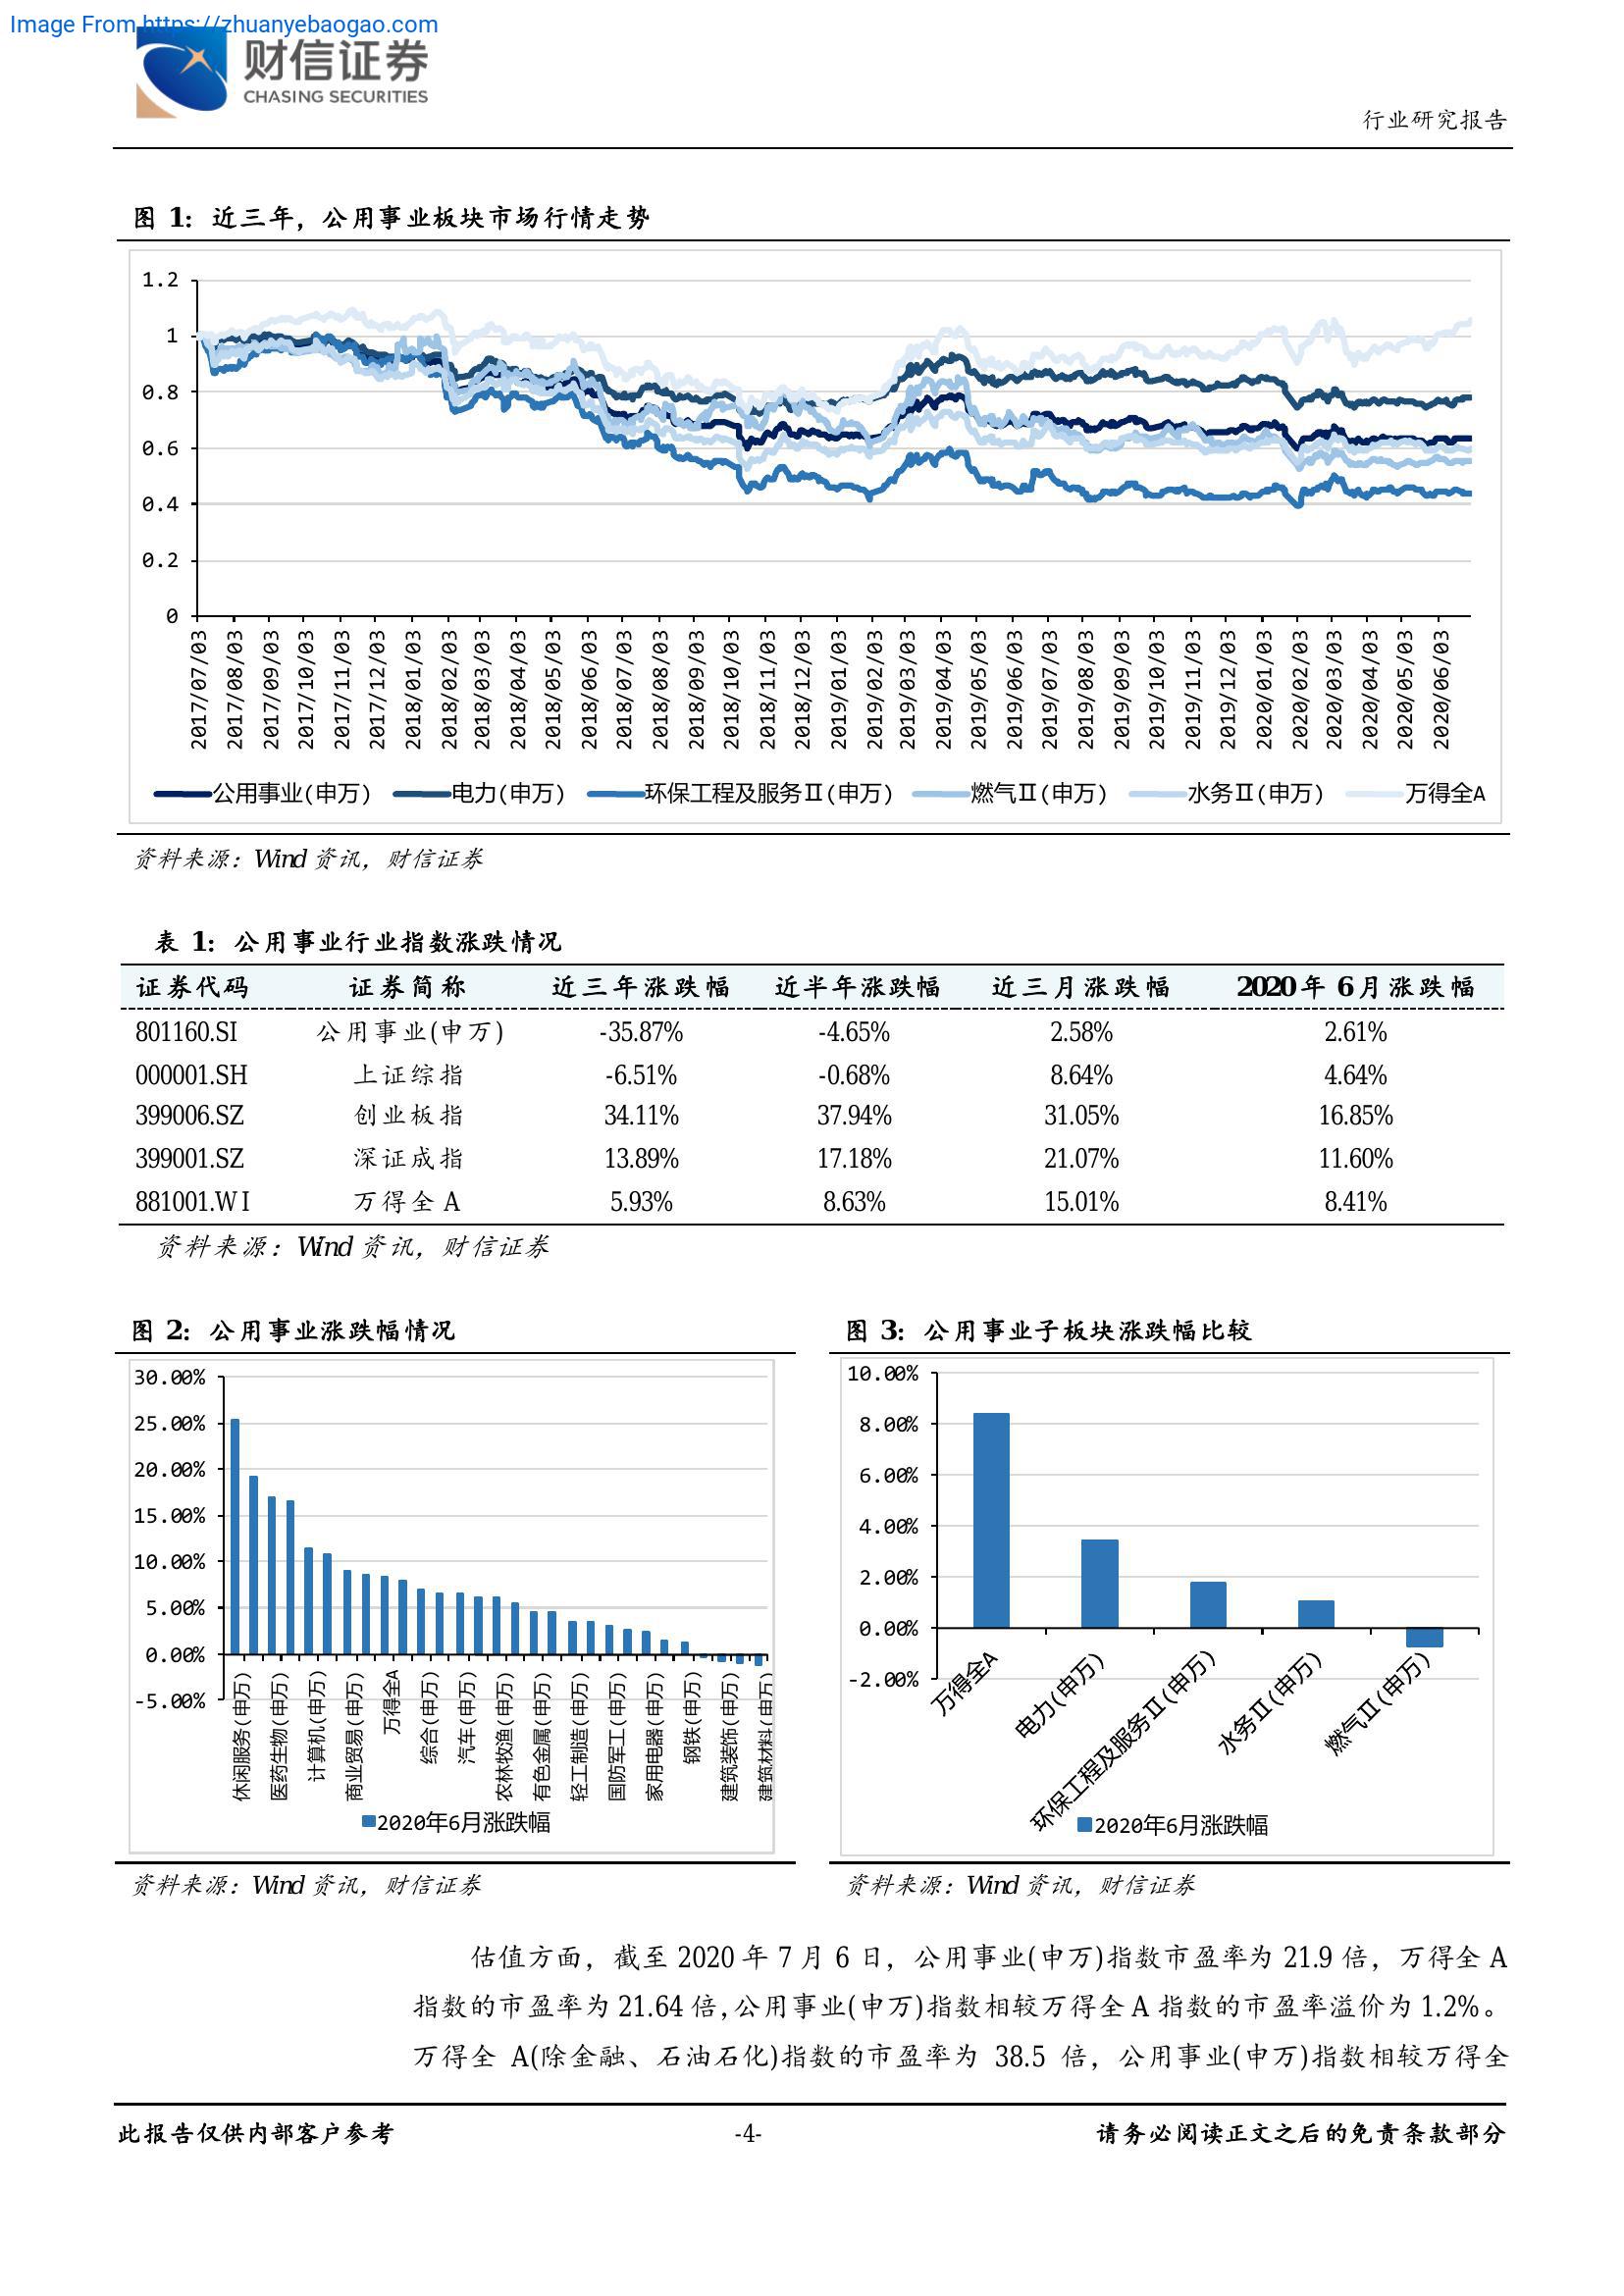 Image From https://zhuanyebaogao.com
财信证券
CHASING SECURITIES
行业研究报告
图 1: 近三年，公用事业板块市场行情走势
1.2
1
0.8
0.6
0.4
0.2
0
2017/07/03
2017/08/03
2017/09/03
2017/10/03
2017/11/03
2017/12/03
2018/01/03
2018/02/03
2018/03/03
2018/04/03
2018/05/03
2018/06/03
2018/07/03
2018/08/03
2018/09/03
2018/10/03
2018/11/03
2018/12/03
2019/01/03
2019/02/03
2019/03/03
2019/04/03
2019/05/03
2019/06/03
2019/07/03
2019/08/03
2019/09/03
2019/10/03
2019/11/03
2019/12/03
2020/01/03
2020/02/03
2020/03/03
2020/04/03
2020/05/03
2020/06/03
公用事业(申万) 电力(申万) 环保工程及服务Ⅱ(申万) 燃气Ⅱ(申万) 水务Ⅱ(申万) 万得全A
资料来源：Wind 资讯，财信证券
表 1: 公用事业行业指数涨跌情况
证券代码 证券简称 近三年涨跌幅 近半年涨跌幅 近三月涨跌幅 2020 年 6 月涨跌幅
801160.SI 公用事业(申万) -35.87% -4.65% 2.58% 2.61%
000001.SH 上证综指 -6.51% -0.68% 8.64% 4.64%
399006.SZ 创业板指 34.11% 37.94% 31.05% 16.85%
399001.SZ 深证成指 13.89% 17.18% 21.07% 11.60%
881001.WI 万得全 A 5.93% 8.63% 15.01% 8.41%
资料来源：Wind 资讯，财信证券
图 2: 公用事业涨跌幅情况
30.00%
25.00%
20.00%
15.00%
10.00%
5.00%
0.00%
-5.00%
休闲服务(申万)
医药生物(申万)
计算机(申万)
商业贸易(申万)
万得全A
综合(申万)
汽车(申万)
农林牧渔(申万)
有色金属(申万)
轻工制造(申万)
国防军工(申万)
家用电器(申万)
钢铁(申万)
建筑装饰(申万)
建筑材料(申万)
2020年6月涨跌幅
资料来源：Wind 资讯，财信证券
图 3: 公用事业子板块涨跌幅比较
10.00%
8.00%
6.00%
4.00%
2.00%
0.00%
-2.00%
万得全A
电力(申万)
环保工程及服务Ⅱ(申万)
水务Ⅱ(申万)
燃气Ⅱ(申万)
2020年6月涨跌幅
资料来源：Wind 资讯，财信证券
估值方面，截至 2020 年 7 月 6 日，公用事业(申万)指数市盈率为 21.9 倍，万得全 A
指数的市盈率为 21.64 倍，公用事业(申万)指数相较万得全 A 指数的市盈率溢价为 1.2%。
万得全 A(除金融、石油石化)指数的市盈率为 38.5 倍，公用事业(申万)指数相较万得全
此报告仅供内部客户参考
-4-
请务必阅读正文之后的免责条款部分